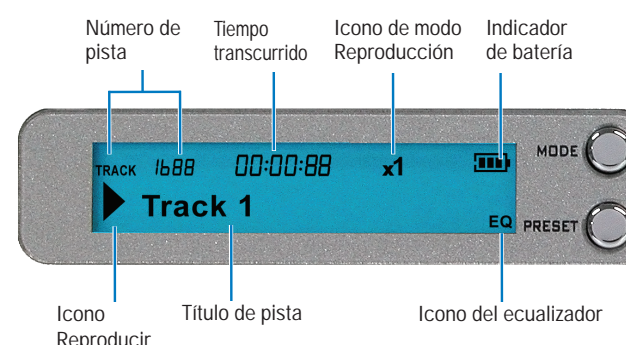 Número de pista
Tiempo transcurrido
Icono de modo Reproducción
Indicador de batería
TRACK 1688 00:00:88 x1
MODE
Track 1
EQ
PRESET
Icono Reproducir
Título de pista
Icono del ecualizador